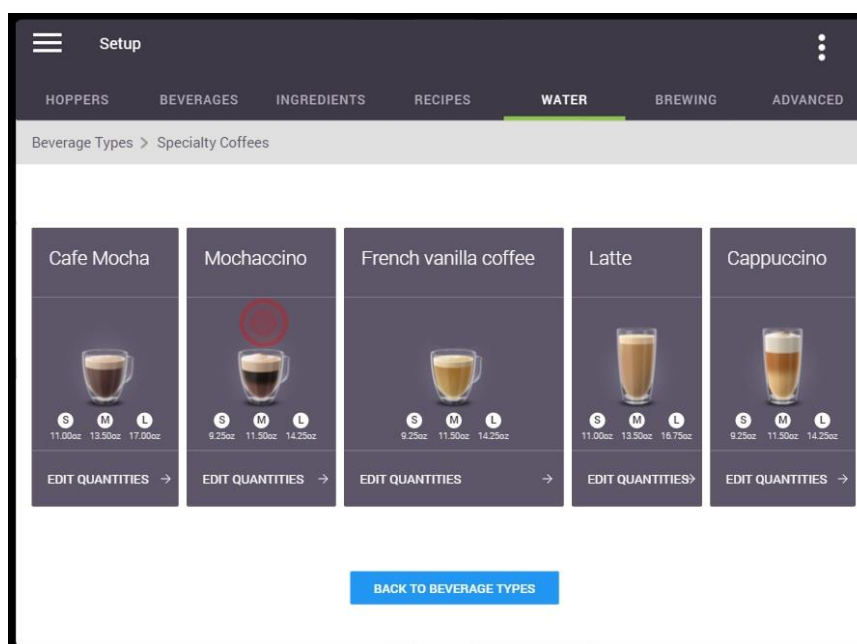 Setup
HOPPERS BEVERAGES INGREDIENTS RECIPES WATER BREWING ADVANCED
Beverage Types > Specialty Coffees
Cafe Mocha Mochaccino French vanilla coffee Latte Cappuccino
S M L S M L S M L S M L S M L
11.00oz 13.50oz 17.00oz 9.25oz 11.50oz 14.25oz 9.25oz 11.50oz 14.25oz 11.00oz 13.50oz 16.75oz 9.25oz 11.50oz 14.25oz
EDIT QUANTITIES → EDIT QUANTITIES → EDIT QUANTITIES → EDIT QUANTITIES → EDIT QUANTITIES →
BACK TO BEVERAGE TYPES